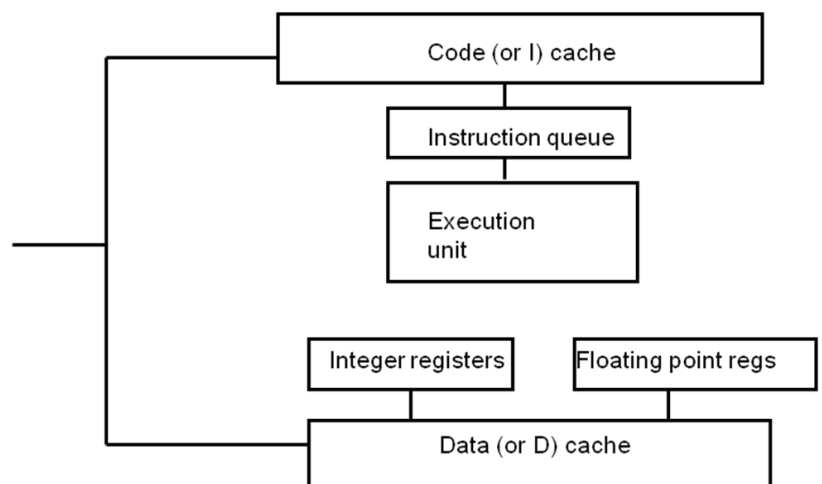 Code (or I) cache
Instruction queue
Execution
unit
Integer registers
Floating point regs
Data (or D) cache